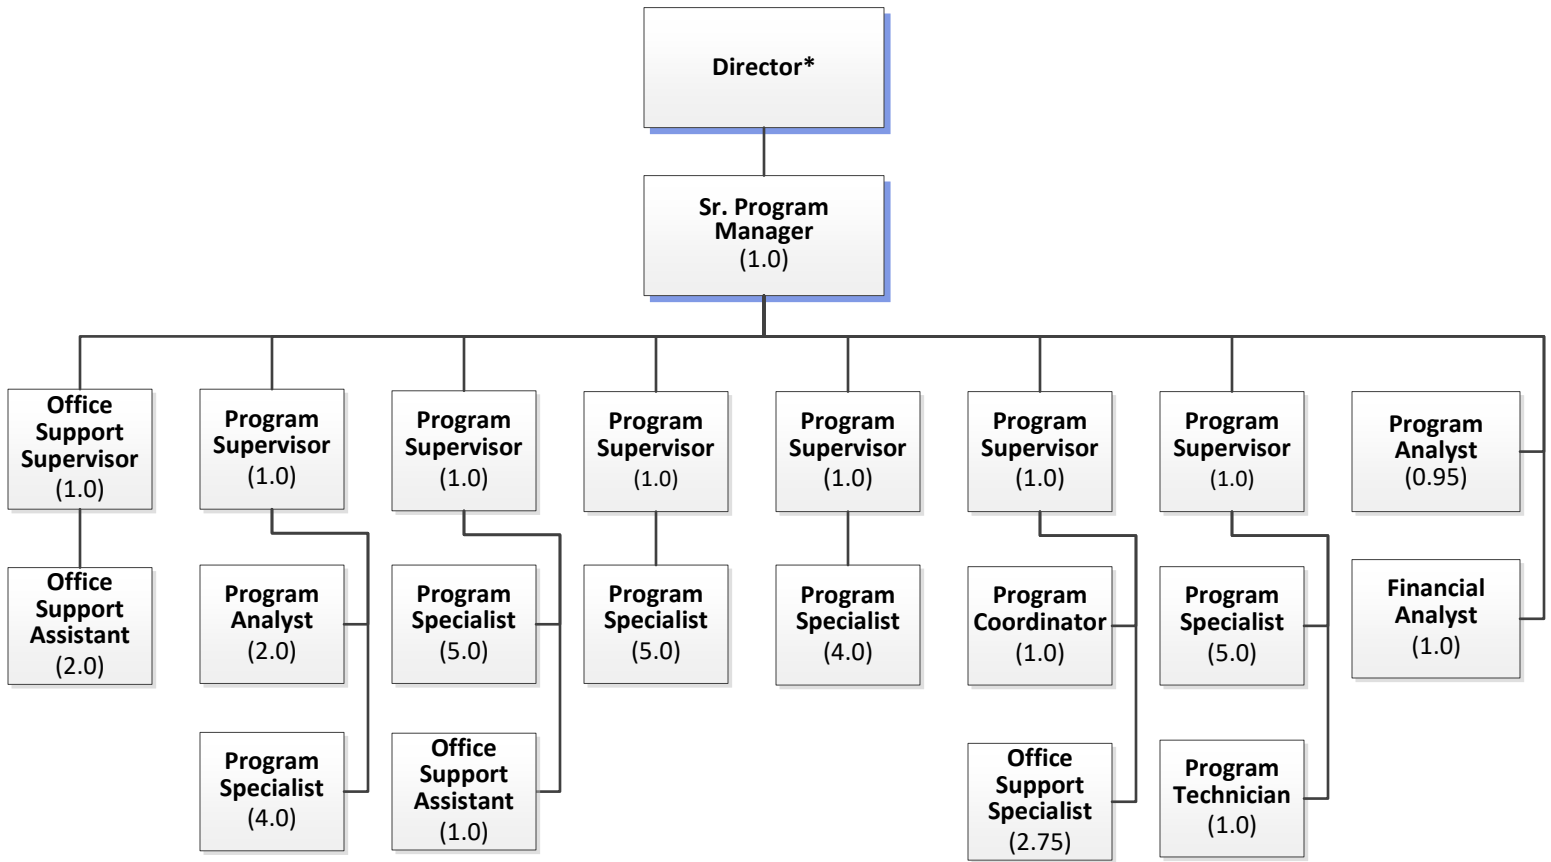 Director*
Sr. Program
Manager
(1.0)
Office
Support
Supervisor
(1.0)
Program
Supervisor
(1.0)
Program
Supervisor
(1.0)
Program
Supervisor
(1.0)
Program
Supervisor
(1.0)
Program
Supervisor
(1.0)
Program
Supervisor
(1.0)
Program
Analyst
(0.95)
Office
Support
Assistant
(2.0)
Program
Analyst
(2.0)
Program
Specialist
(5.0)
Program
Specialist
(5.0)
Program
Specialist
(4.0)
Program
Coordinator
(1.0)
Program
Specialist
(5.0)
Financial
Analyst
(1.0)
Program
Specialist
(4.0)
Office
Support
Assistant
(1.0)
Office
Support
Specialist
(2.75)
Program
Technician
(1.0)